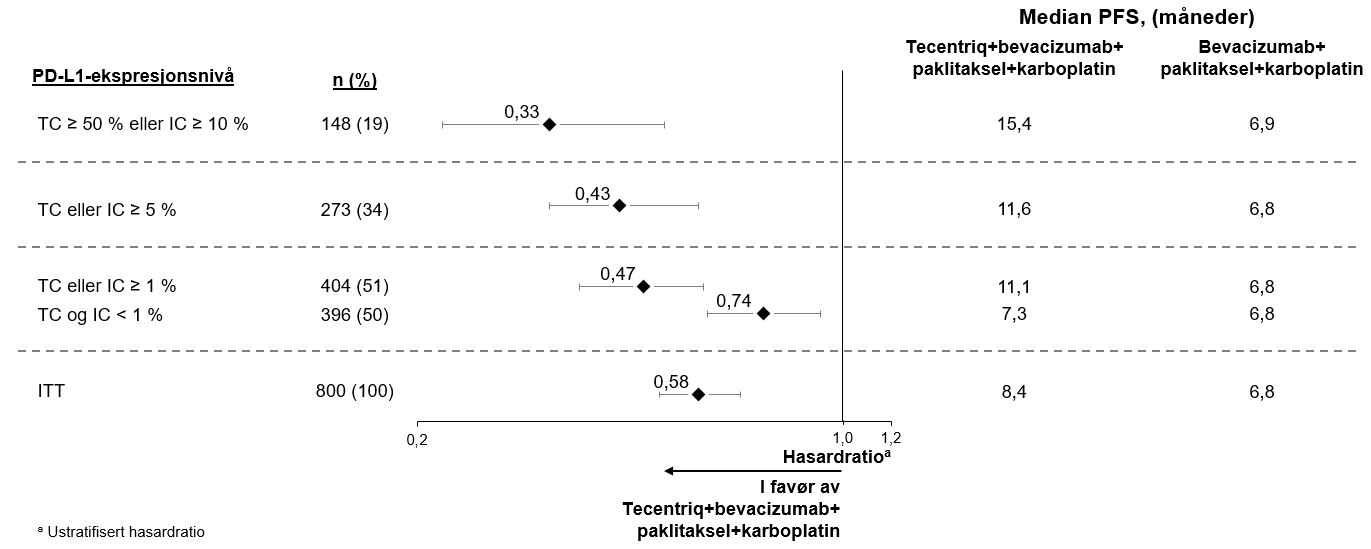 Median PFS, (måneder)
Tecentriq+bevacizumab+ Bevacizumab+
paklitaksel+karboplatin paklitaksel+karboplatin
PD-L1-ekspresjonsnivå n (%)
TC ≥ 50 % eller IC ≥ 10 % 148 (19) 0,33 15,4 6,9
TC eller IC ≥ 5 % 273 (34) 0,43 11,6 6,8
TC eller IC ≥ 1 % 404 (51) 0,47 11,1 6,8
TC og IC < 1 % 396 (50) 0,74 7,3 6,8
ITT 800 (100) 0,58 8,4 6,8
0,2 1,0 1,2
Hasardratioᵃ
I favør av
Tecentriq+bevacizumab+
paklitaksel+karboplatin
ᵃ Ustratifisert hasardratio